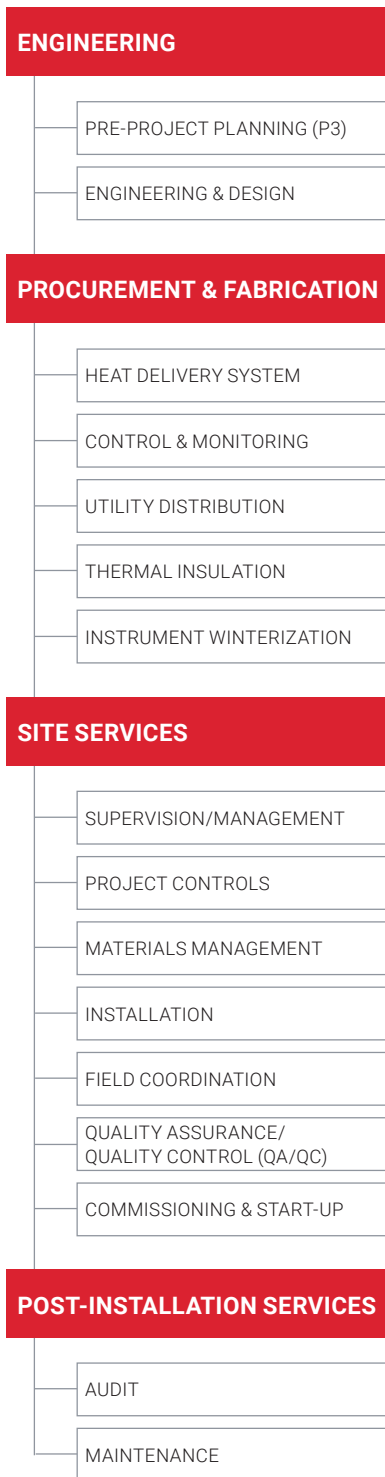 ENGINEERING
PRE-PROJECT PLANNING (P3)
ENGINEERING & DESIGN
PROCUREMENT & FABRICATION
HEAT DELIVERY SYSTEM
CONTROL & MONITORING
UTILITY DISTRIBUTION
THERMAL INSULATION
INSTRUMENT WINTERIZATION
SITE SERVICES
SUPERVISION/MANAGEMENT
PROJECT CONTROLS
MATERIALS MANAGEMENT
INSTALLATION
FIELD COORDINATION
QUALITY ASSURANCE/
QUALITY CONTROL (QA/QC)
COMMISSIONING & START-UP
POST-INSTALLATION SERVICES
AUDIT
MAINTENANCE